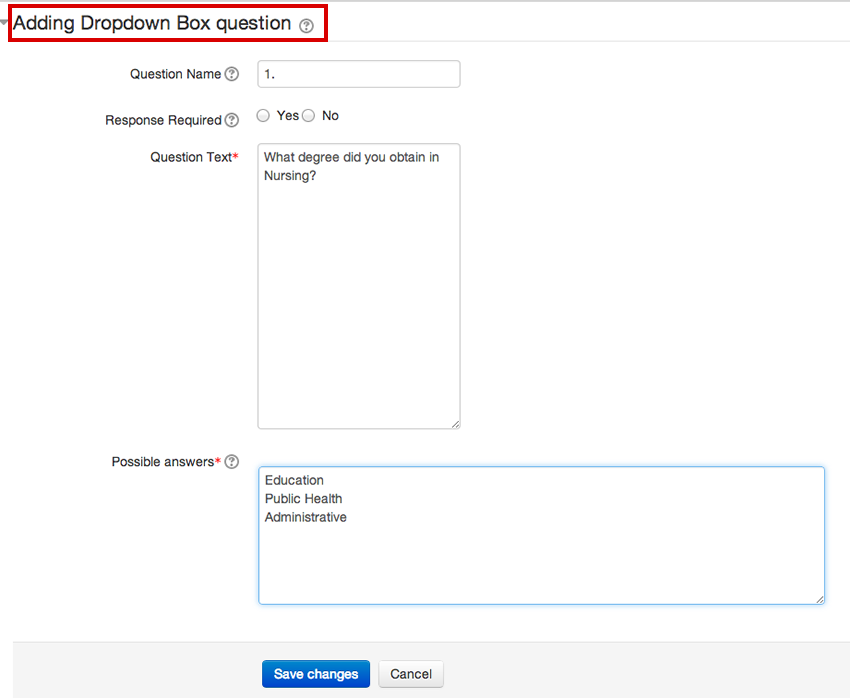 Adding Dropdown Box question
Question Name 1.
Response Required Yes No
Question Text* What degree did you obtain in
Nursing?
Possible answers*
Education
Public Health
Administrative
Save changes Cancel